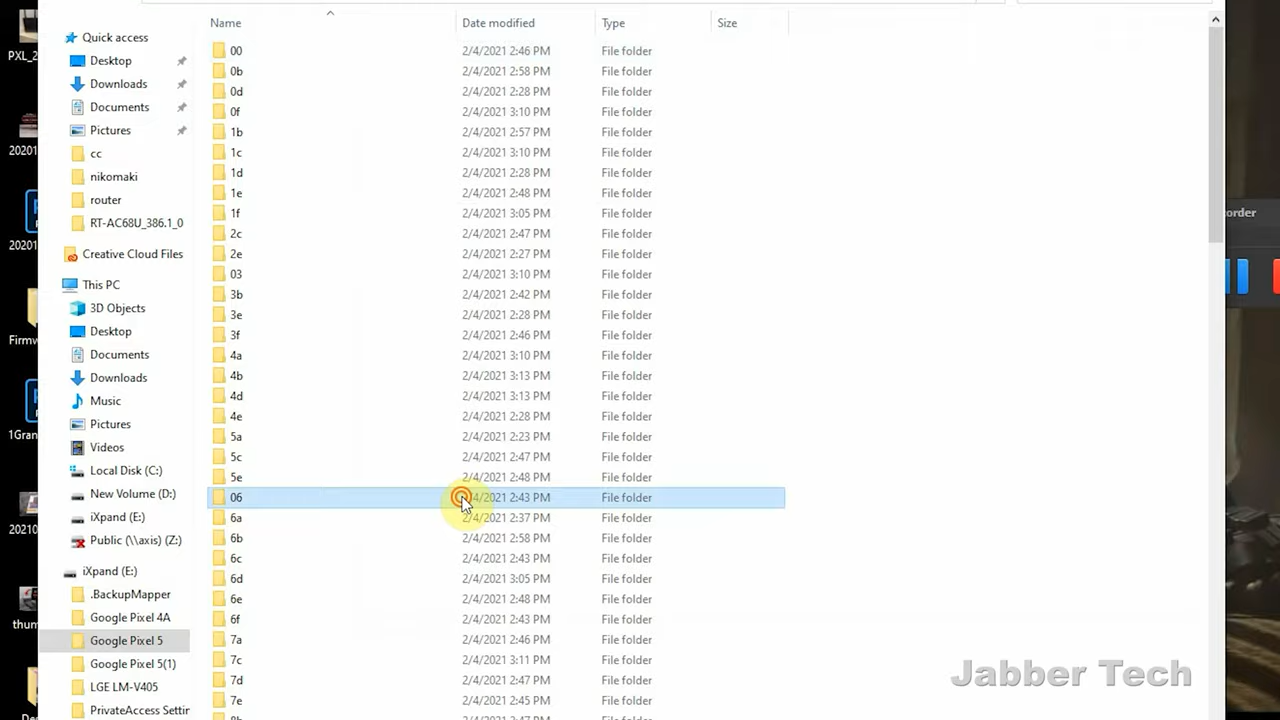 Name Date modified Type Size
PXL_2
20201
20201
Firmw
1Gran
20210
thum
De
Quick access
Desktop
Downloads
Documents
Pictures
cc
nikomaki
router
RT-AC68U_386.1_0
Creative Cloud Files
This PC
3D Objects
Desktop
Documents
Downloads
Music
Pictures
Videos
Local Disk (C:)
New Volume (D:)
iXpand (E:)
Public (\\axis) (Z:)
iXpand (E:)
.BackupMapper
Google Pixel 4A
Google Pixel 5
Google Pixel 5(1)
LGE LM-V405
PrivateAccess Settir
00 2/4/2021 2:46 PM File folder
0b 2/4/2021 2:58 PM File folder
0d 2/4/2021 2:28 PM File folder
0f 2/4/2021 3:10 PM File folder
1b 2/4/2021 2:57 PM File folder
1c 2/4/2021 3:10 PM File folder
1d 2/4/2021 2:28 PM File folder
1e 2/4/2021 2:48 PM File folder
1f 2/4/2021 3:05 PM File folder
2c 2/4/2021 2:47 PM File folder
2e 2/4/2021 2:27 PM File folder
03 2/4/2021 3:10 PM File folder
3b 2/4/2021 2:42 PM File folder
3e 2/4/2021 2:28 PM File folder
3f 2/4/2021 2:46 PM File folder
4a 2/4/2021 3:10 PM File folder
4b 2/4/2021 3:13 PM File folder
4d 2/4/2021 3:13 PM File folder
4e 2/4/2021 2:28 PM File folder
5a 2/4/2021 2:23 PM File folder
5c 2/4/2021 2:47 PM File folder
5e 2/4/2021 2:48 PM File folder
06 /4/2021 2:43 PM File folder
6a 2/4/2021 2:37 PM File folder
6b 2/4/2021 2:58 PM File folder
6c 2/4/2021 2:43 PM File folder
6d 2/4/2021 3:05 PM File folder
6e 2/4/2021 2:48 PM File folder
6f 2/4/2021 2:43 PM File folder
7a 2/4/2021 2:46 PM File folder
7c 2/4/2021 3:11 PM File folder
7d 2/4/2021 2:47 PM File folder
7e 2/4/2021 2:45 PM File folder
8b 2/4/2021 2:47 PM File folder
order
Jabber Tech